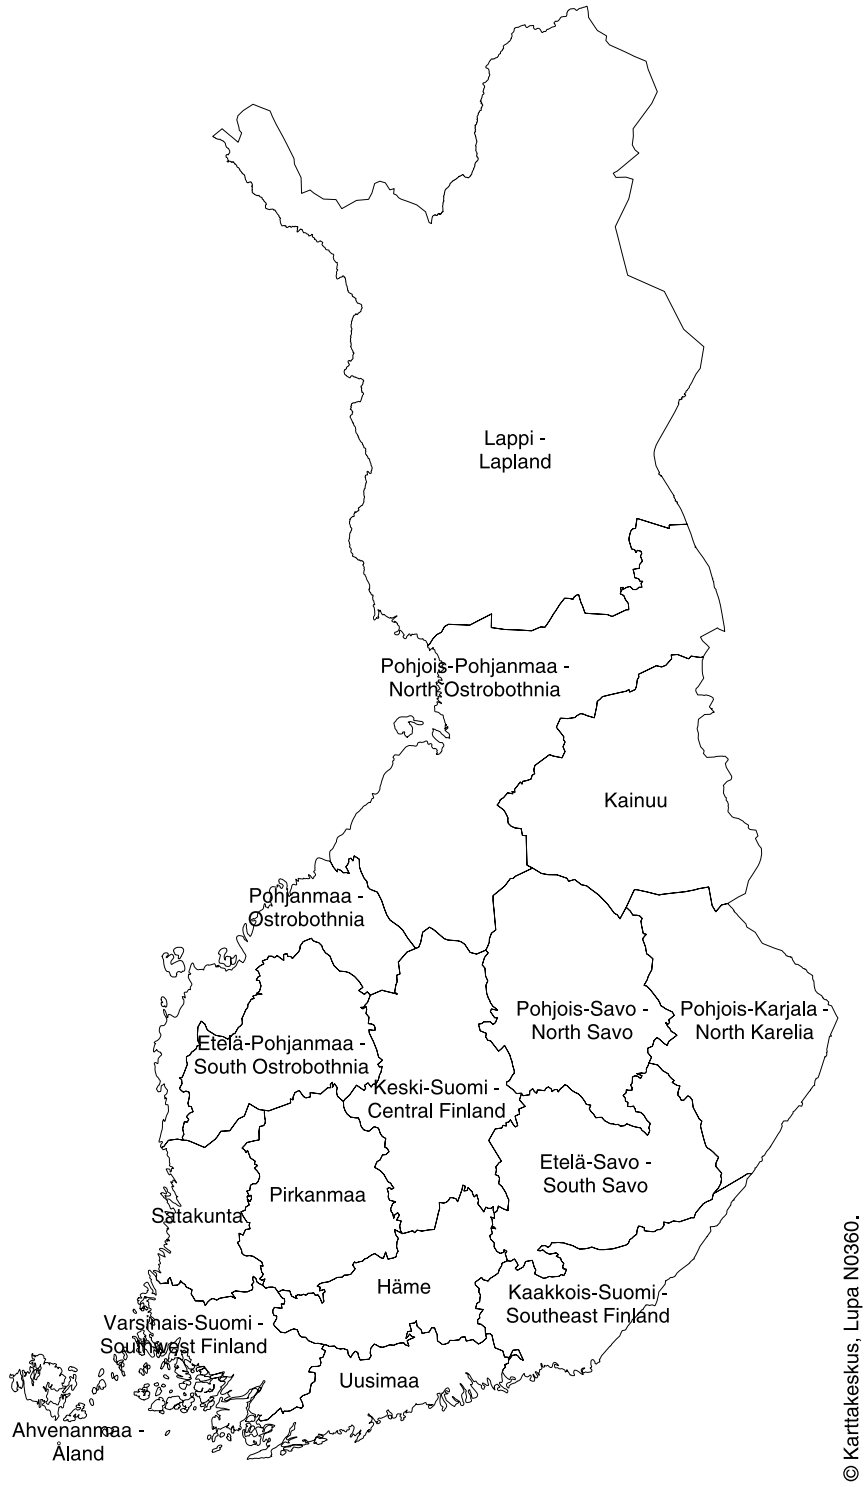 Lappi -
Lapland
Pohjois-Pohjanmaa -
North Ostrobothnia
Kainuu
Pohjanmaa -
Ostrobothnia
Pohjois-Savo -
North Savo
Pohjois-Karjala -
North Karelia
Etelä-Pohjanmaa -
South Ostrobothnia
Keski-Suomi -
Central Finland
Etelä-Savo -
South Savo
Pirkanmaa
Satakunta
Häme
Kaakkois-Suomi -
Southeast Finland
Varsinais-Suomi -
Southwest Finland
Uusimaa
Ahvenanmaa -
Åland
© Karttakeskus, Lupa N0360.